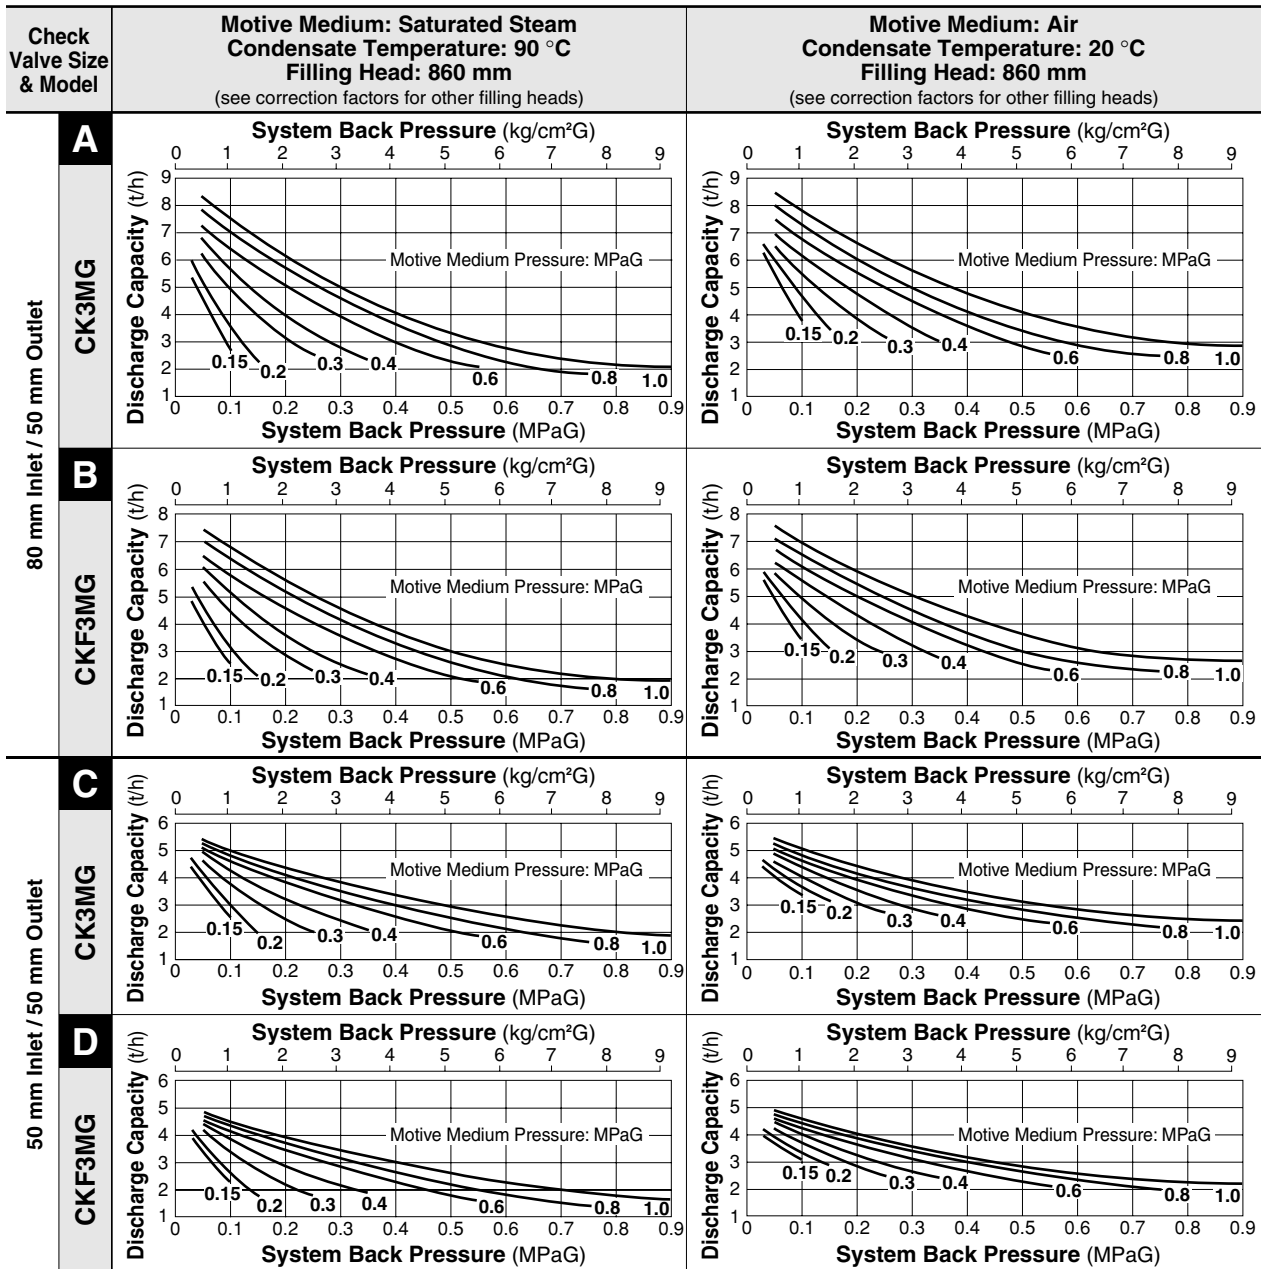 Check
Valve Size
& Model
Motive Medium: Saturated Steam
Condensate Temperature: 90 °C
Filling Head: 860 mm
(see correction factors for other filling heads)
Motive Medium: Air
Condensate Temperature: 20 °C
Filling Head: 860 mm
(see correction factors for other filling heads)
80 mm Inlet / 50 mm Outlet
A
CK3MG
System Back Pressure (kg/cm²G)
0 1 2 3 4 5 6 7 8 9
Discharge Capacity (t/h)
9
8
7
6
5
4
3
2
1
Motive Medium Pressure: MPaG
0.15 0.2 0.3 0.4 0.6 0.8 1.0
0 0.1 0.2 0.3 0.4 0.5 0.6 0.7 0.8 0.9
System Back Pressure (MPaG)
System Back Pressure (kg/cm²G)
0 1 2 3 4 5 6 7 8 9
Discharge Capacity (t/h)
9
8
7
6
5
4
3
2
1
Motive Medium Pressure: MPaG
0.15 0.2 0.3 0.4 0.6 0.8 1.0
0 0.1 0.2 0.3 0.4 0.5 0.6 0.7 0.8 0.9
System Back Pressure (MPaG)
B
CKF3MG
System Back Pressure (kg/cm²G)
0 1 2 3 4 5 6 7 8 9
Discharge Capacity (t/h)
8
7
6
5
4
3
2
1
Motive Medium Pressure: MPaG
0.15 0.2 0.3 0.4 0.6 0.8 1.0
0 0.1 0.2 0.3 0.4 0.5 0.6 0.7 0.8 0.9
System Back Pressure (MPaG)
System Back Pressure (kg/cm²G)
0 1 2 3 4 5 6 7 8 9
Discharge Capacity (t/h)
8
7
6
5
4
3
2
1
Motive Medium Pressure: MPaG
0.15 0.2 0.3 0.4 0.6 0.8 1.0
0 0.1 0.2 0.3 0.4 0.5 0.6 0.7 0.8 0.9
System Back Pressure (MPaG)
50 mm Inlet / 50 mm Outlet
C
CK3MG
System Back Pressure (kg/cm²G)
0 1 2 3 4 5 6 7 8 9
Discharge Capacity (t/h)
6
5
4
3
2
1
Motive Medium Pressure: MPaG
0.15 0.2 0.3 0.4 0.6 0.8 1.0
0 0.1 0.2 0.3 0.4 0.5 0.6 0.7 0.8 0.9
System Back Pressure (MPaG)
System Back Pressure (kg/cm²G)
0 1 2 3 4 5 6 7 8 9
Discharge Capacity (t/h)
6
5
4
3
2
1
Motive Medium Pressure: MPaG
0.15 0.2 0.3 0.4 0.6 0.8 1.0
0 0.1 0.2 0.3 0.4 0.5 0.6 0.7 0.8 0.9
System Back Pressure (MPaG)
D
CKF3MG
System Back Pressure (kg/cm²G)
0 1 2 3 4 5 6 7 8 9
Discharge Capacity (t/h)
6
5
4
3
2
1
Motive Medium Pressure: MPaG
0.15 0.2 0.3 0.4 0.6 0.8 1.0
0 0.1 0.2 0.3 0.4 0.5 0.6 0.7 0.8 0.9
System Back Pressure (MPaG)
System Back Pressure (kg/cm²G)
0 1 2 3 4 5 6 7 8 9
Discharge Capacity (t/h)
6
5
4
3
2
1
Motive Medium Pressure: MPaG
0.15 0.2 0.3 0.4 0.6 0.8 1.0
0 0.1 0.2 0.3 0.4 0.5 0.6 0.7 0.8 0.9
System Back Pressure (MPaG)